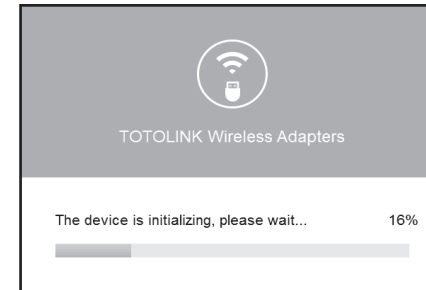 TOTOLINK Wireless Adapters
The device is initializing, please wait... 16%